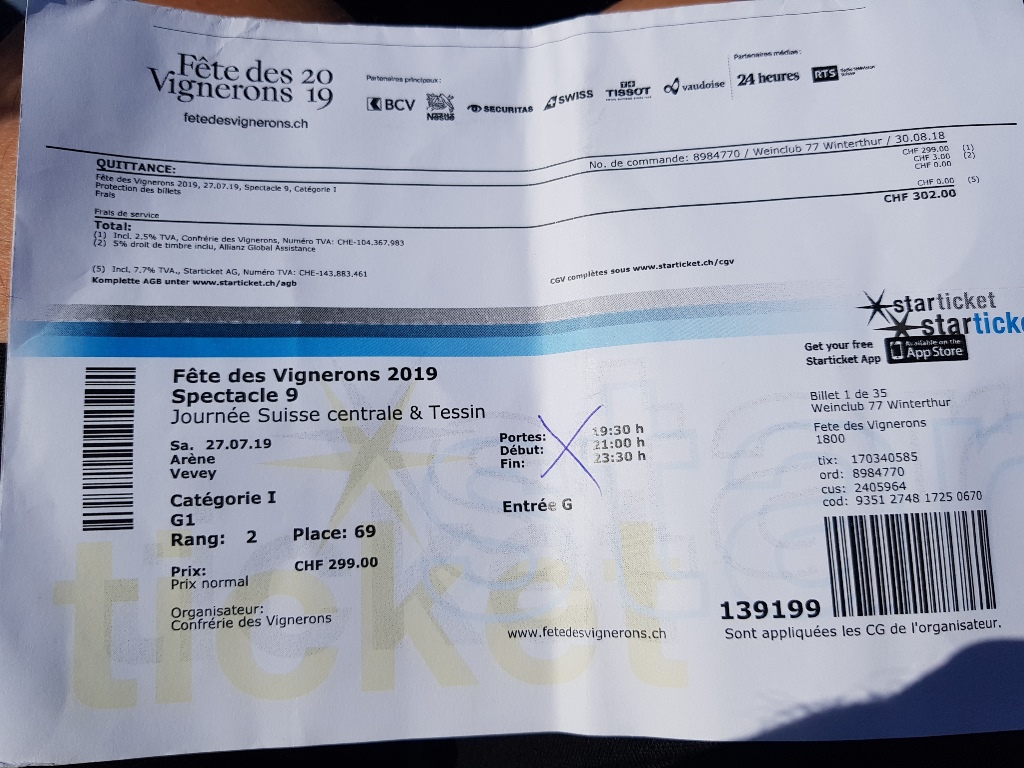 Fête des 20
Vignerons 19
fetedesvignerons.ch
Partenaires principaux :
BCV
Nestlé
SECURITAS
SWISS
TISSOT
vaudoise
Partenaires médias :
24 heures
RTS
No. de commande: 8984770 / Weinclub 77 Winterthur / 30.08.18
QUITTANCE:
Fête des Vignerons 2019, 27.07.19, Spectacle 9, Catégorie I CHF 299.00 (1)
Protection des billets CHF 3.00 (2)
Frais CHF 0.00
Frais de service CHF 0.00 (5)
Total: CHF 302.00
(1) Incl. 2.5% TVA, Confrérie des Vignerons, Numéro TVA: CHE-104.367.983
(2) 5% droit de timbre inclu, Allianz Global Assistance
(5) Incl. 7.7% TVA., Starticket AG, Numéro TVA: CHE-143.883.461
Komplette AGB unter www.starticket.ch/agb
CGV complètes sous www.starticket.ch/cgv
starticket
starticke
Get your free
Starticket App
Available on the
App Store
Fête des Vignerons 2019
Spectacle 9
Journée Suisse centrale & Tessin
Sa. 27.07.19
Arène
Vevey
Portes: 19:30 h
Début: 21:00 h
Fin: 23:30 h
Catégorie I
G1
Entrée G
Rang: 2 Place: 69
Prix: CHF 299.00
Prix normal
Organisateur:
Confrérie des Vignerons
www.fetedesvignerons.ch
Billet 1 de 35
Weinclub 77 Winterthur
Fete des Vignerons
1800
tix: 170340585
ord: 8984770
cus: 2405964
cod: 9351 2748 1725 0670
139199
Sont appliquées les CG de l'organisateur.
star
ticket